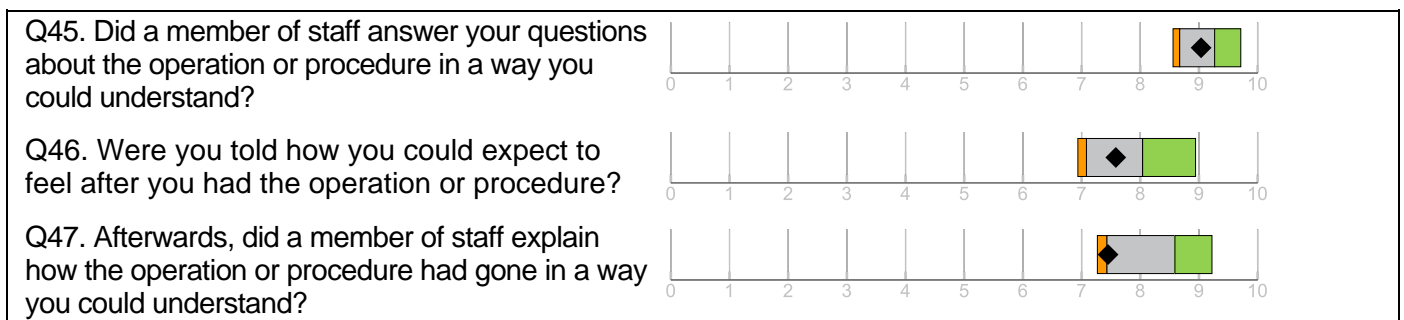 Q45. Did a member of staff answer your questions
about the operation or procedure in a way you
could understand?
0 1 2 3 4 5 6 7 8 9 10
Q46. Were you told how you could expect to
feel after you had the operation or procedure?
0 1 2 3 4 5 6 7 8 9 10
Q47. Afterwards, did a member of staff explain
how the operation or procedure had gone in a way
you could understand?
0 1 2 3 4 5 6 7 8 9 10